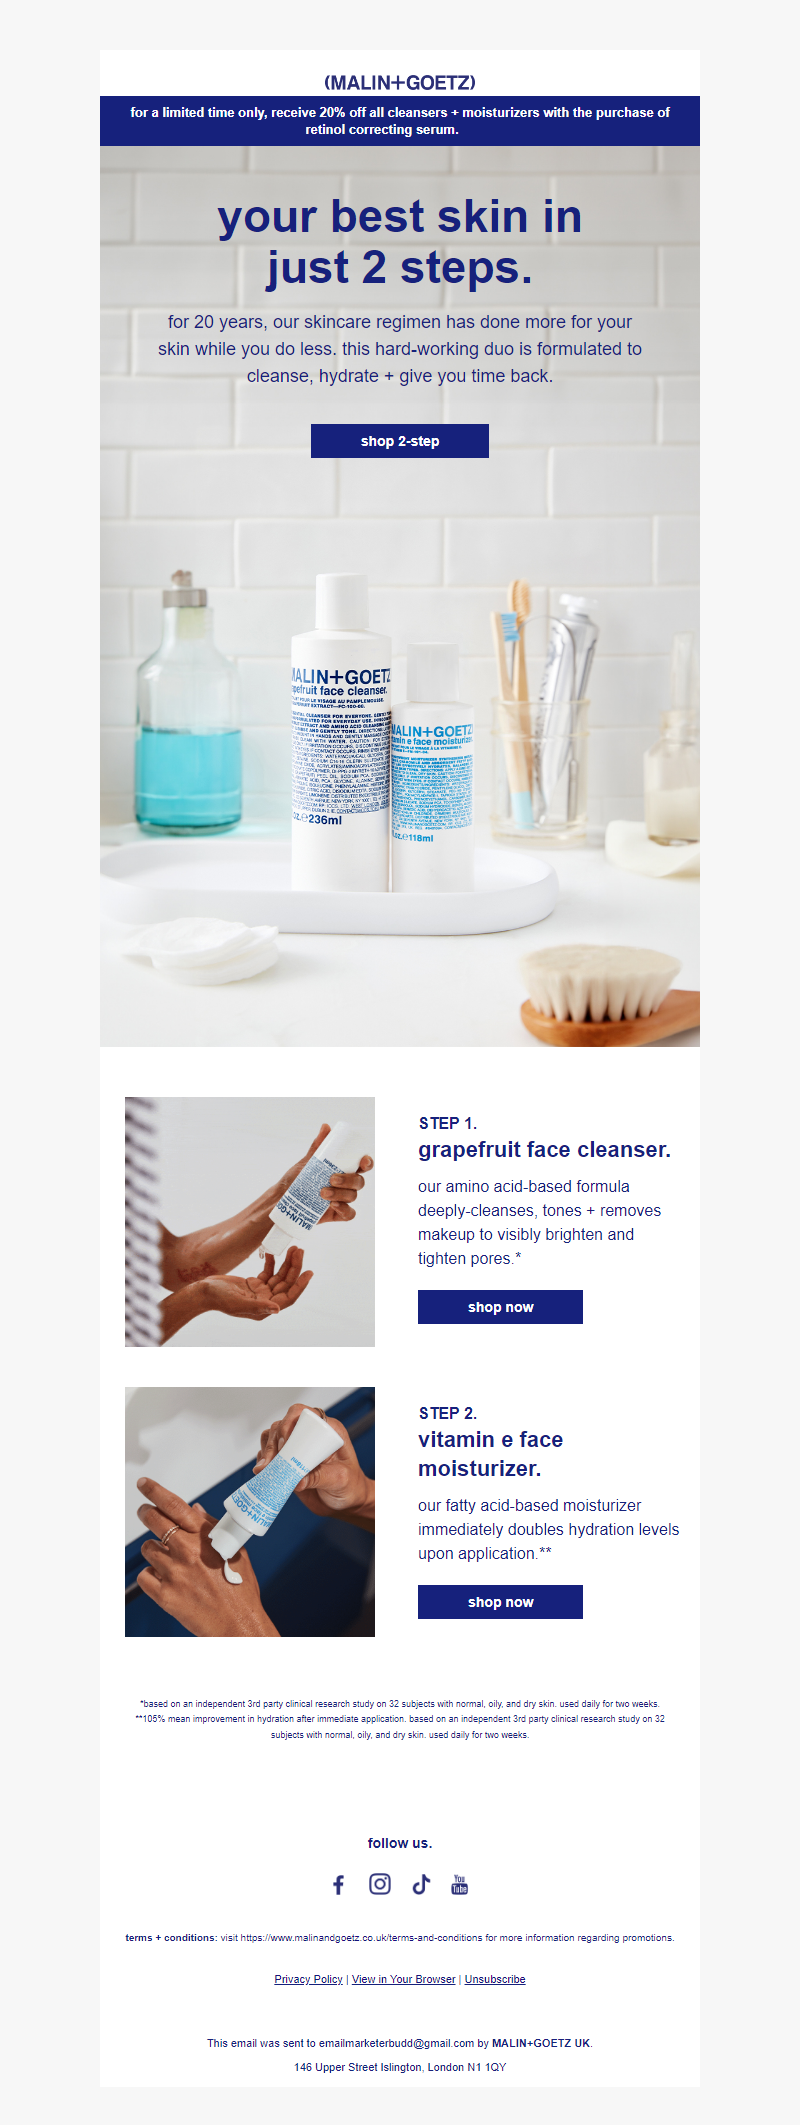 (MALIN+GOETZ)
for a limited time only, receive 20% off all cleansers + moisturizers with the purchase of
retinol correcting serum.
your best skin in
just 2 steps.
for 20 years, our skincare regimen has done more for your
skin while you do less. this hard-working duo is formulated to
cleanse, hydrate + give you time back.
shop 2-step
MALIN+GOETZ
grapefruit face cleanser.
236ml
MALIN+GOETZ
vitamin e face moisturizer.
118ml
STEP 1.
grapefruit face cleanser.
our amino acid-based formula
deeply-cleanses, tones + removes
makeup to visibly brighten and
tighten pores.*
shop now
STEP 2.
vitamin e face
moisturizer.
our fatty acid-based moisturizer
immediately doubles hydration levels
upon application.**
shop now
*based on an independent 3rd party clinical research study on 32 subjects with normal, oily, and dry skin. used daily for two weeks.
**105% mean improvement in hydration after immediate application. based on an independent 3rd party clinical research study on 32
subjects with normal, oily, and dry skin. used daily for two weeks.
follow us.
You
Tube
terms + conditions: visit https://www.malinandgoetz.co.uk/terms-and-conditions for more information regarding promotions.
Privacy Policy | View in Your Browser | Unsubscribe
This email was sent to emailmarketerbudd@gmail.com by MALIN+GOETZ UK.
146 Upper Street Islington, London N1 1QY